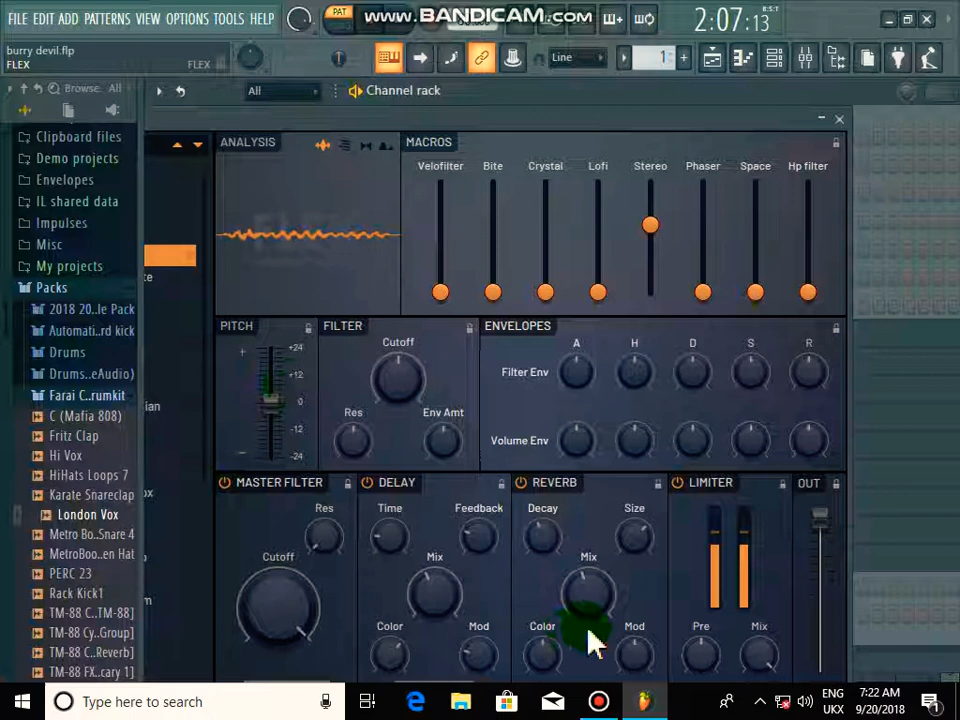 FILE EDIT ADD PATTERNS VIEW OPTIONS TOOLS HELP
PAT
WWW.BANDICAM.COM
2:07:13
B:S:T
burry devil.flp
FLEX
FLEX
Line
1
Browse
All
All
Channel rack
Clipboard files
Demo projects
Envelopes
IL shared data
Impulses
Misc
My projects
Packs
2018 20..le Pack
Automati..rd kick
Drums
Drums..eAudio)
Farai C..rumkit
C (Mafia 808)
Fritz Clap
Hi Vox
HiHats Loops 7
Karate Snareclap
London Vox
Metro Bo..Snare 4
MetroBoo..en Hat
PERC 23
Rack Kick1
TM-88 C..TM-88]
TM-88 Cy..Group]
TM-88 C..Reverb]
TM-88 FX..cary 1]
ANALYSIS
FLEX
MACROS
Velofilter Bite Crystal Lofi Stereo Phaser Space Hp filter
PITCH
+
+24
+12
0
-12
-24
FILTER
Cutoff
Res
Env Amt
ENVELOPES
A H D S R
Filter Env
Volume Env
MASTER FILTER
Res
Cutoff
DELAY
Time
Feedback
Mix
Color
Mod
REVERB
Decay
Size
Mix
Color
Mod
LIMITER
Pre
Mix
OUT
Type here to search
ENG
UKX
7:22 AM
9/20/2018
1